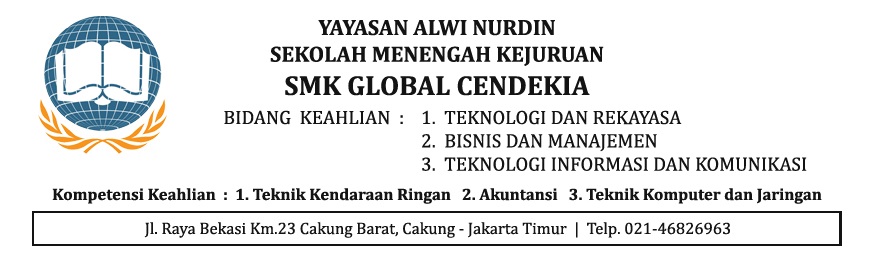 YAYASAN ALWI NURDIN
SEKOLAH MENENGAH KEJURUAN
SMK GLOBAL CENDEKIA
BIDANG KEAHLIAN : 1. TEKNOLOGI DAN REKAYASA
2. BISNIS DAN MANAJEMEN
3. TEKNOLOGI INFORMASI DAN KOMUNIKASI
Kompetensi Keahlian : 1. Teknik Kendaraan Ringan 2. Akuntansi 3. Teknik Komputer dan Jaringan
Jl. Raya Bekasi Km.23 Cakung Barat, Cakung - Jakarta Timur | Telp. 021-46826963